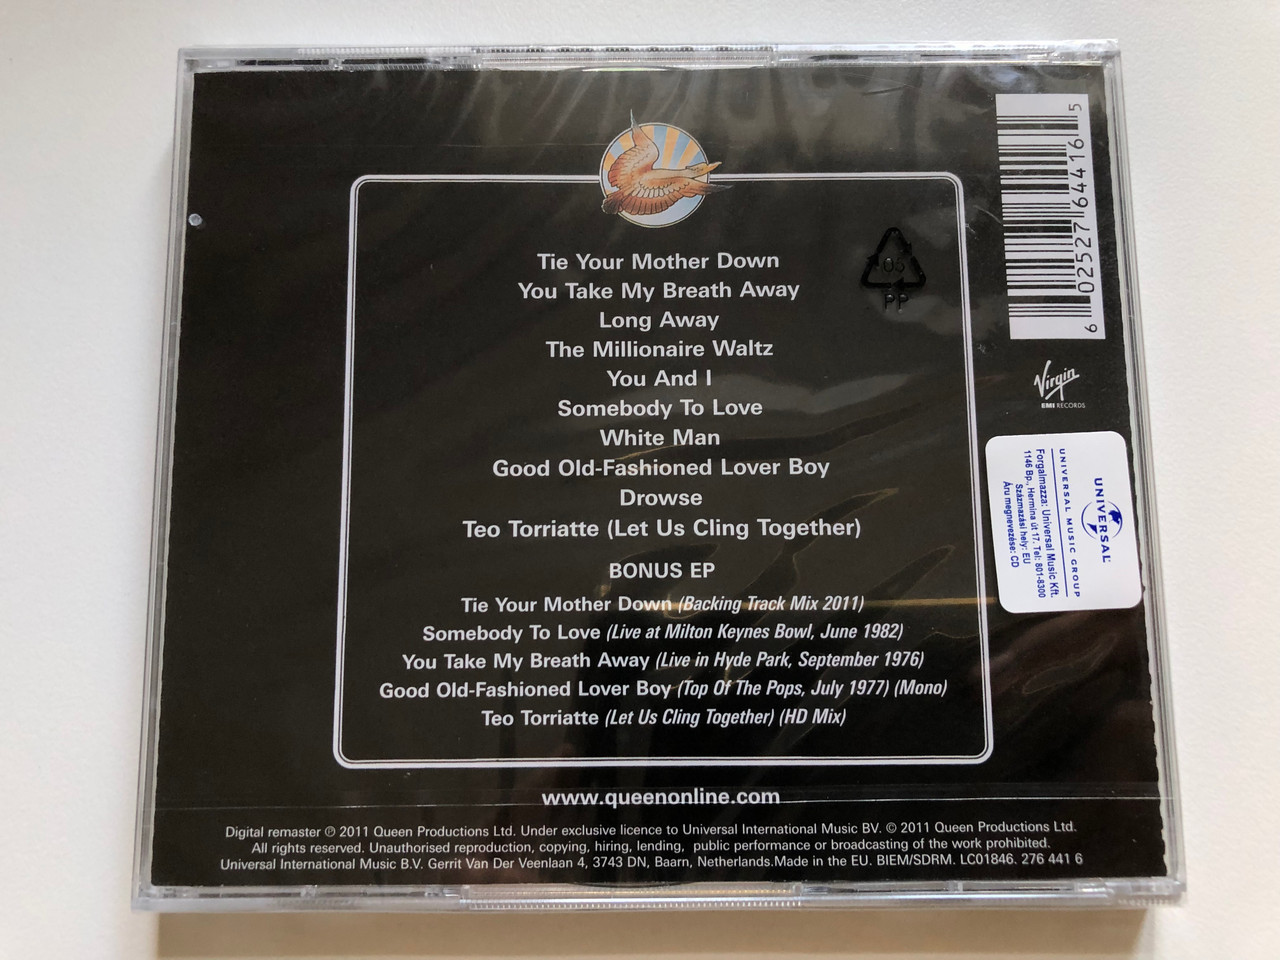 Tie Your Mother Down
You Take My Breath Away
Long Away
The Millionaire Waltz
You And I
Somebody To Love
White Man
Good Old-Fashioned Lover Boy
Drowse
Teo Torriatte (Let Us Cling Together)
BONUS EP
Tie Your Mother Down (Backing Track Mix 2011)
Somebody To Love (Live at Milton Keynes Bowl, June 1982)
You Take My Breath Away (Live in Hyde Park, September 1976)
Good Old-Fashioned Lover Boy (Top Of The Pops, July 1977) (Mono)
Teo Torriatte (Let Us Cling Together) (HD Mix)
www.queenonline.com
Digital remaster ℗ 2011 Queen Productions Ltd. Under exclusive licence to Universal International Music BV. © 2011 Queen Productions Ltd.
All rights reserved. Unauthorised reproduction, copying, hiring, lending, public performance or broadcasting of the work prohibited.
Universal International Music B.V. Gerrit Van Der Veenlaan 4, 3743 DN, Baarn, Netherlands.Made in the EU. BIEM/SDRM. LC01846. 276 441 6
05
PP
6 02527 64416 5
Virgin
EMI RECORDS
UNIVERSAL
UNIVERSAL MUSIC GROUP
Forgalmazza: Universal Music Kft.
1146 Bp., Hermina út 17. Tel: 801-8300
Származási hely: EU
Áru megnevezése: CD